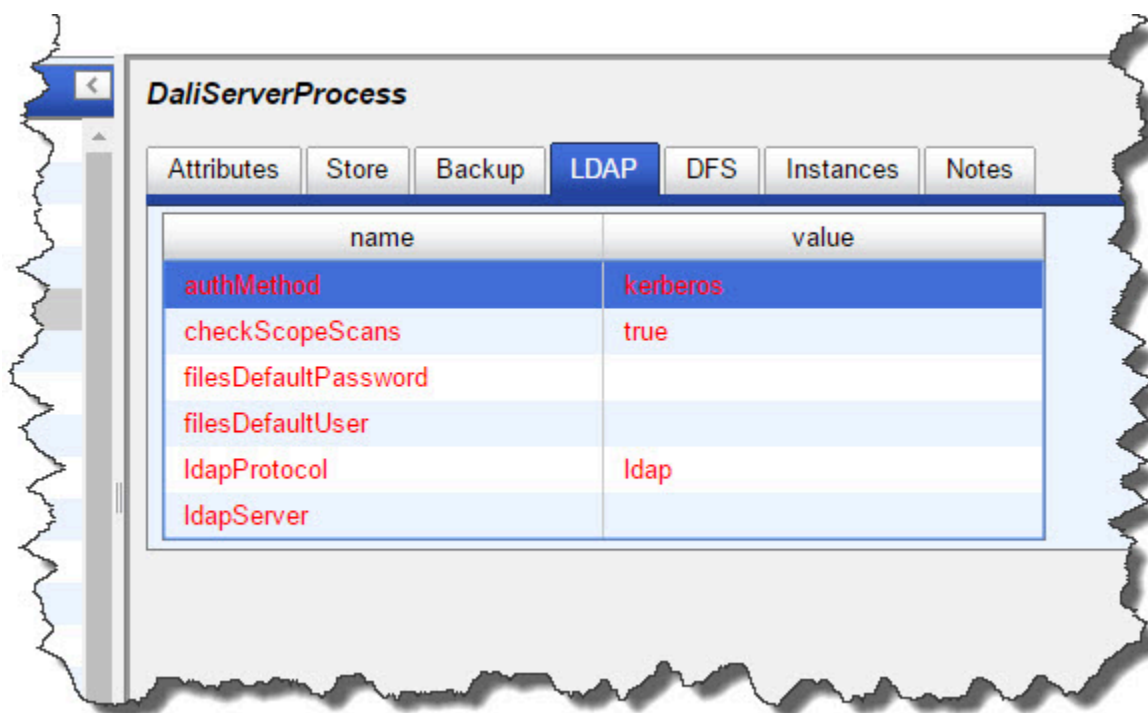 DaliServerProcess
Attributes Store Backup LDAP DFS Instances Notes
name value
authMethod kerberos
checkScopeScans true
filesDefaultPassword
filesDefaultUser
ldapProtocol ldap
ldapServer